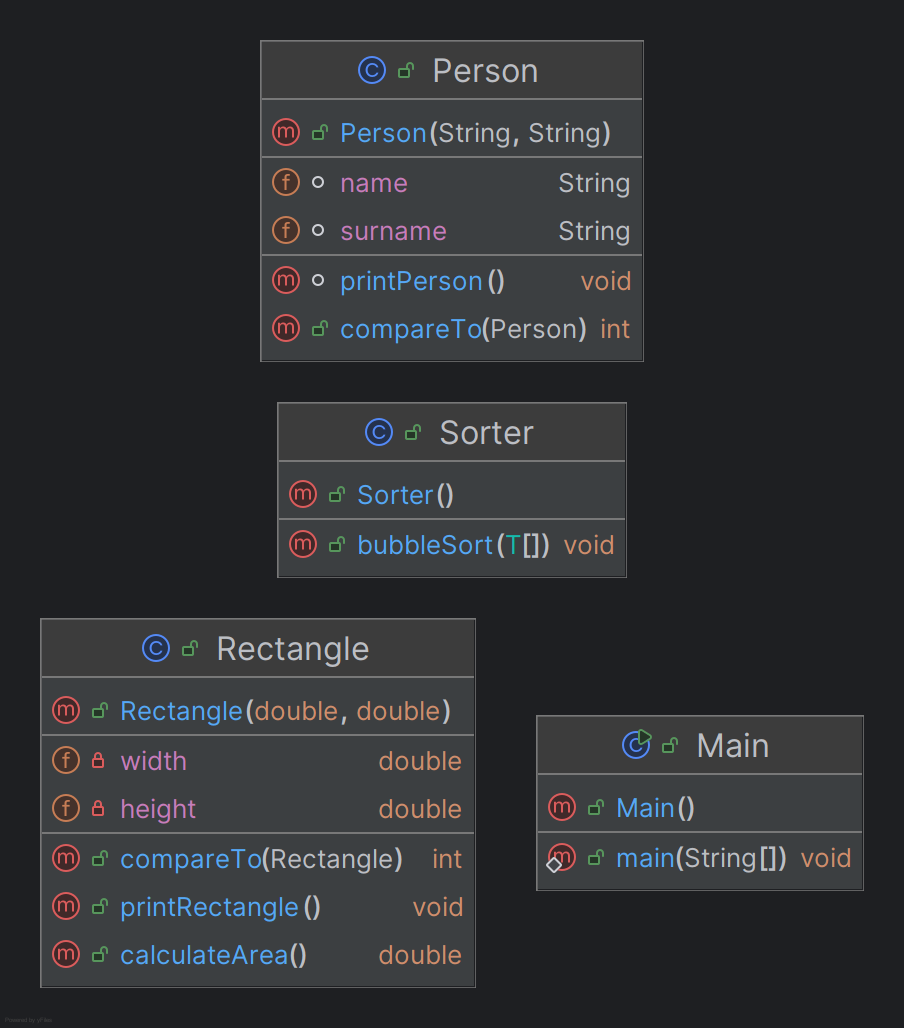 Person
Person(String, String)
name String
surname String
printPerson() void
compareTo(Person) int
Sorter
Sorter()
bubbleSort(T[]) void
Rectangle
Rectangle(double, double)
width double
height double
compareTo(Rectangle) int
printRectangle() void
calculateArea() double
Main
Main()
main(String[]) void
Powered by yFiles